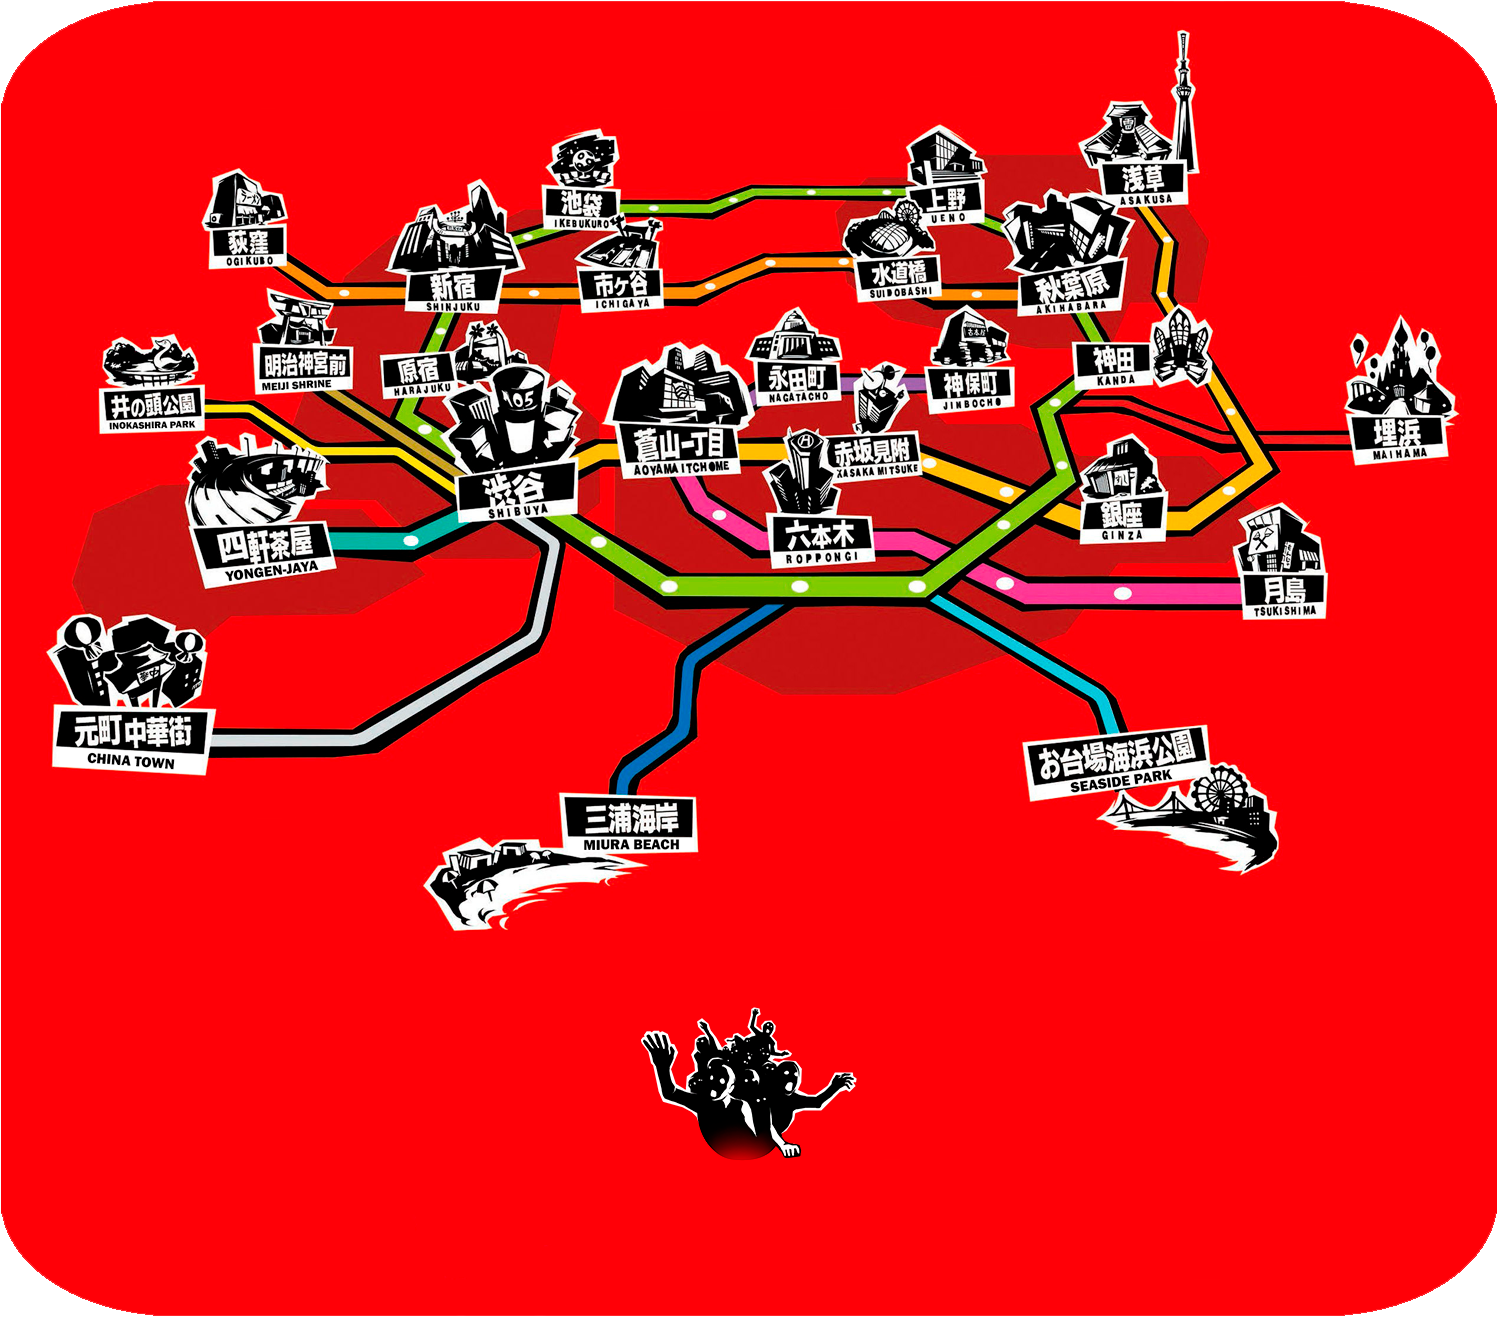 浅草
ASAKUSA
池袋
IKEBUKURO
上野
UENO
荻窪
OGIKUBO
新宿
SHINJUKU
市ヶ谷
ICHIGAYA
水道橋
SUIDOBASHI
秋葉原
AKIHABARA
明治神宮前
MEIJI SHRINE
原宿
HARAJUKU
永田町
NAGATACHO
神保町
JINBOCHO
神田
KANDA
井の頭公園
INOKASHIRA PARK
05
渋谷
SHIBUYA
蒼山一丁目
AOYAMA ITCHOME
赤坂見附
AKASAKA MITSUKE
埋浜
MAIHAMA
四軒茶屋
YONGEN-JAYA
六本木
ROPPONGI
銀座
GINZA
月島
TSUKISHIMA
元町中華街
CHINA TOWN
お台場海浜公園
SEASIDE PARK
三浦海岸
MIURA BEACH